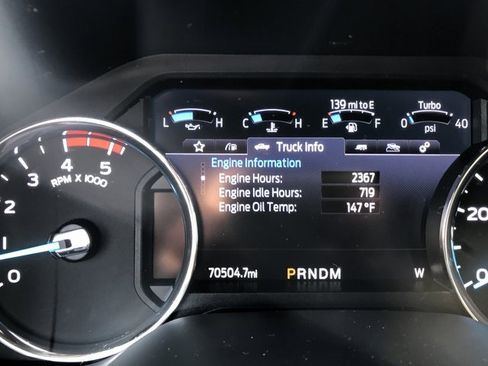 139 mi to E
Turbo
L H C H E F 0 40
psi
Truck Info
Engine Information
Engine Hours: 2367
Engine Idle Hours: 719
Engine Oil Temp: 147 °F
70504.7mi PRNDM W
0 1 2 3 4 5
RPM X 1000
20
0